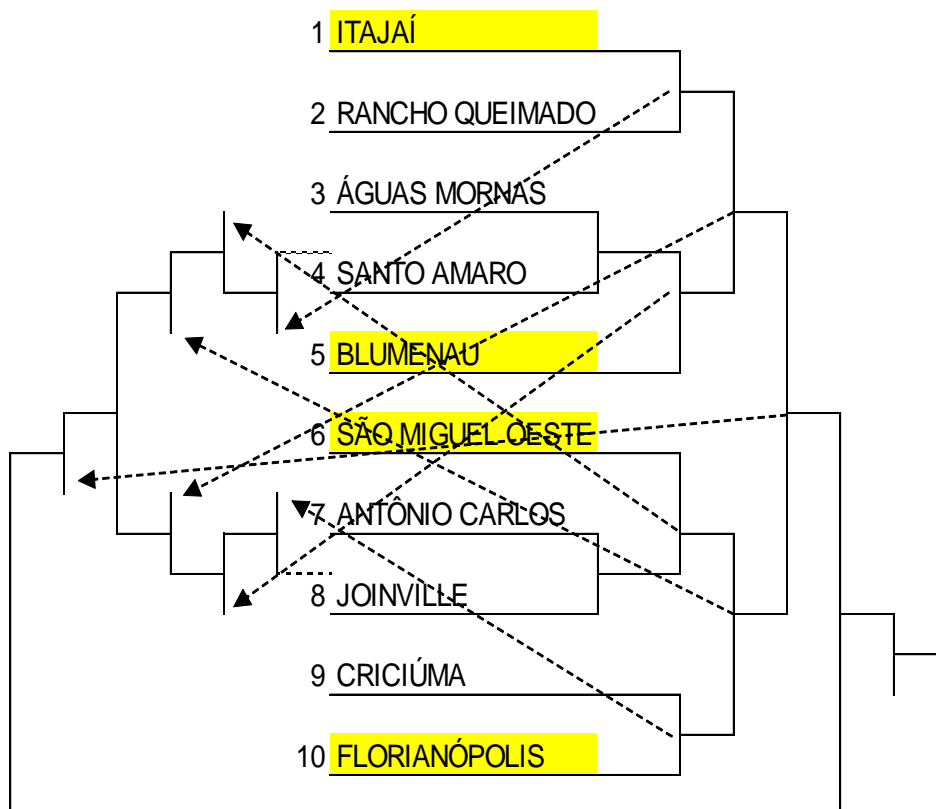 1 ITAJAÍ
2 RANCHO QUEIMADO
3 ÁGUAS MORNAS
4 SANTO AMARO
5 BLUMENAU
6 SÃO MIGUEL OESTE
7 ANTÔNIO CARLOS
8 JOINVILLE
9 CRICIÚMA
10 FLORIANÓPOLIS